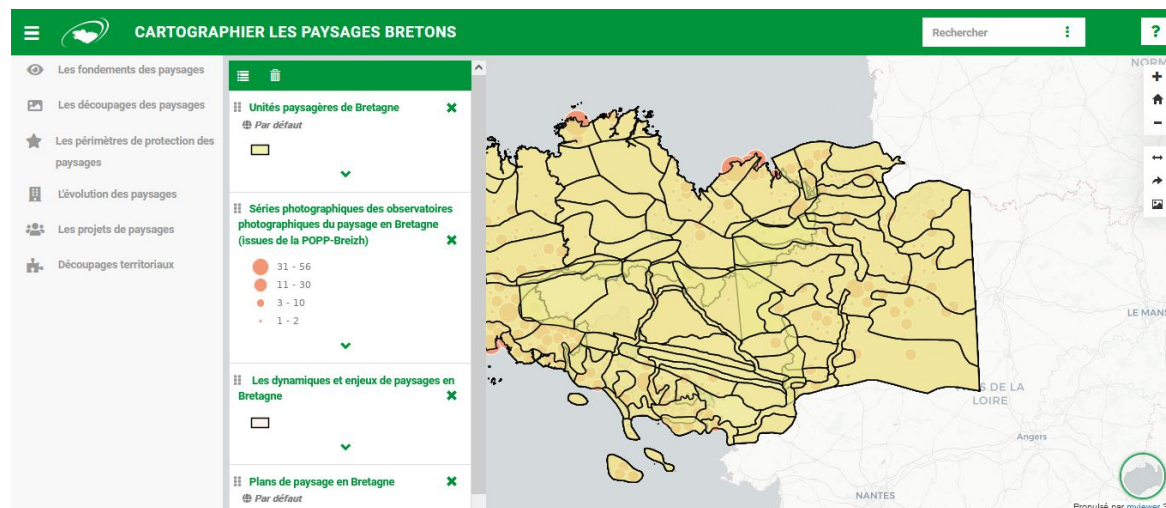 CARTOGRAPHIER LES PAYSAGES BRETONS
Rechercher
?
Les fondements des paysages
Les découpages des paysages
Les périmètres de protection des
paysages
L'évolution des paysages
Les projets de paysages
Découpages territoriaux
Unités paysagères de Bretagne
Par défaut
Séries photographiques des observatoires
photographiques du paysage en Bretagne
(issues de la POPP-Breizh)
31 - 56
11 - 30
3 - 10
1 - 2
Les dynamiques et enjeux de paysages en
Bretagne
Plans de paysage en Bretagne
Par défaut
NORM
LE MANS
DE LA
LOIRE
Angers
NANTES
Propulsé par mviewer